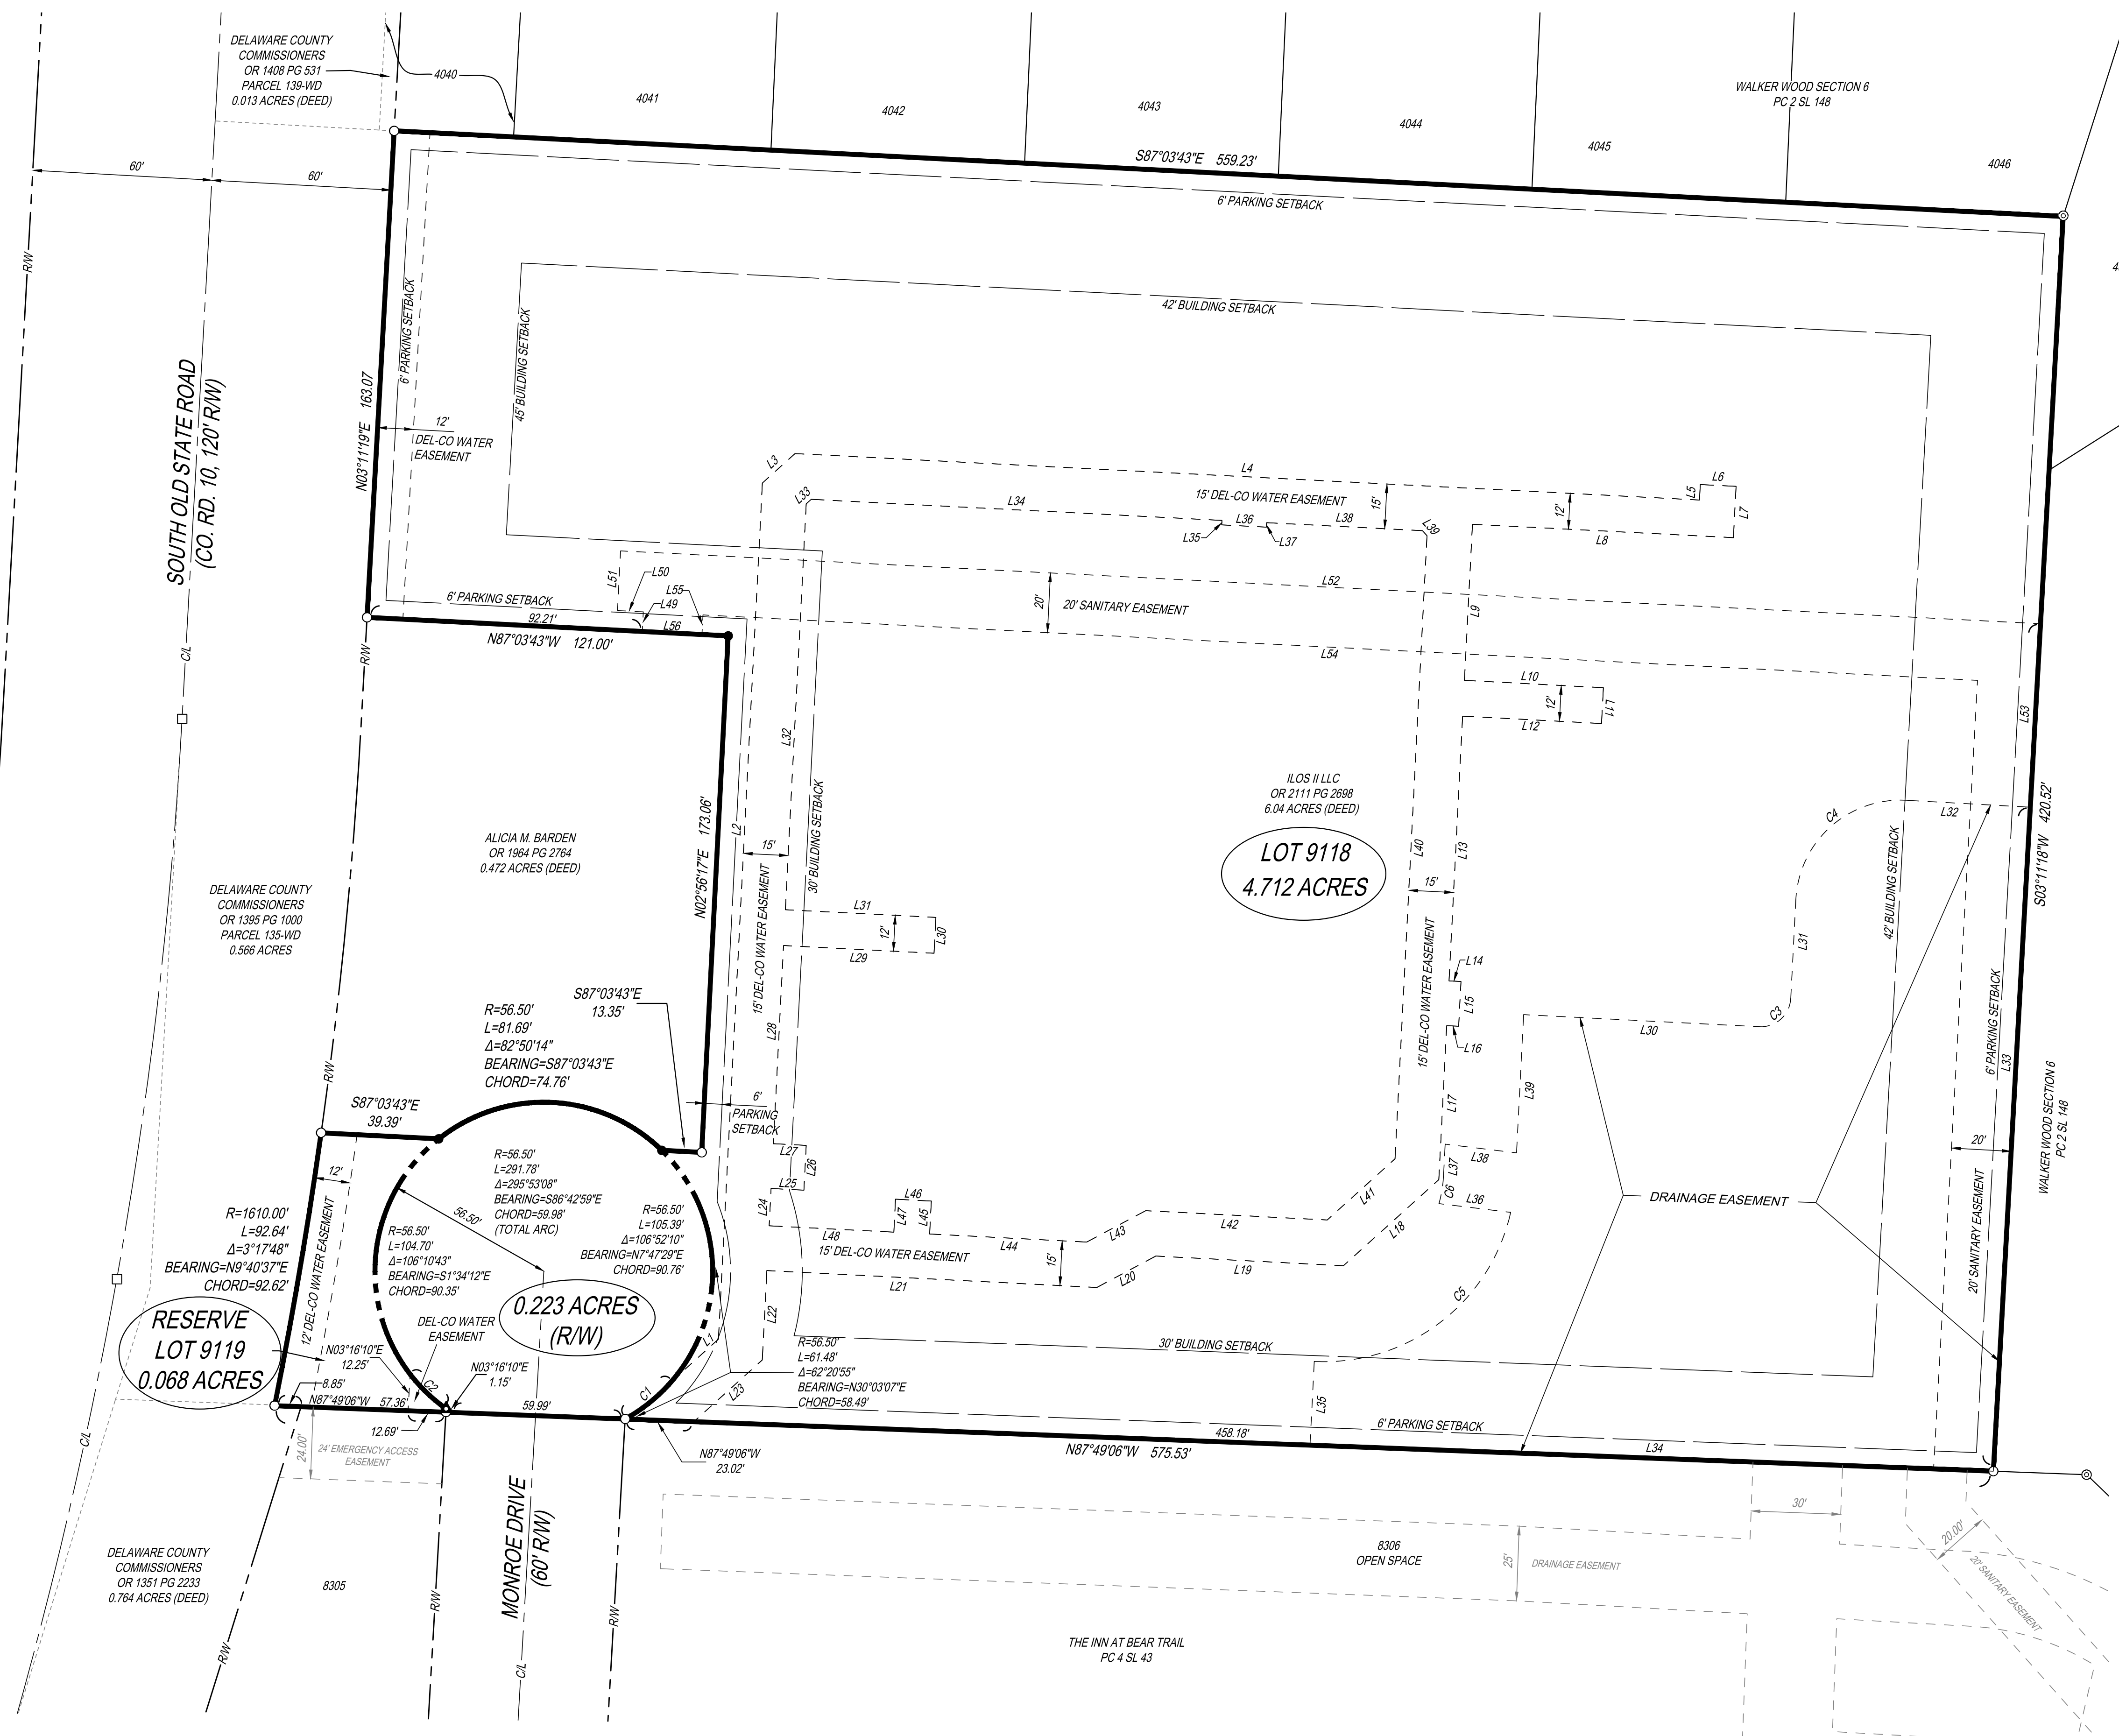 DELAWARE COUNTY
COMMISSIONERS
OR 1408 PG 531
PARCEL 139-WD
0.013 ACRES (DEED)
4040
4041
4042
4043
4044
4045
4046
WALKER WOOD SECTION 6
PC 2 SL 148
S87°03'43"E 559.23'
6' PARKING SETBACK
60'
60'
R/W
42' BUILDING SETBACK
45' BUILDING SETBACK
6' PARKING SETBACK
N03°11'19"E 163.07
12'
DEL-CO WATER
EASEMENT
SOUTH OLD STATE ROAD
(CO. RD. 10, 120' R/W)
C/L
L3
L4
L5
L6
L7
L8
15' DEL-CO WATER EASEMENT
15'
12'
L33
L34
L35
L36
L37
L38
L39
L9
L50
L51
L55
L49
L52
20'
20' SANITARY EASEMENT
6' PARKING SETBACK
92.21'
L56
N87°03'43"W 121.00'
R/W
L54
L10
12'
L11
L12
L53
L32
L2
15'
30' BUILDING SETBACK
15' DEL-CO WATER EASEMENT
N02°56'17"E 173.06'
ALICIA M. BARDEN
OR 1964 PG 2764
0.472 ACRES (DEED)
ILOS II LLC
OR 2111 PG 2698
6.04 ACRES (DEED)
LOT 9118
4.712 ACRES
L40
L13
15'
15' DEL-CO WATER EASEMENT
C4
L32
42' BUILDING SETBACK
S03°11'18"W 420.52'
DELAWARE COUNTY
COMMISSIONERS
OR 1395 PG 1000
PARCEL 135-WD
0.566 ACRES
L31
12'
L30
L29
L28
L31
L14
L15
L16
C3
L30
L39
L17
6' PARKING SETBACK
L33
WALKER WOOD SECTION 6
PC 2 SL 148
S87°03'43"E
13.35'
R=56.50'
L=81.69'
Δ=82°50'14"
BEARING=S87°03'43"E
CHORD=74.76'
R/W
S87°03'43"E
39.39'
6'
PARKING
SETBACK
L27
L26
L25
L24
L37
L38
C6
L36
20'
20' SANITARY EASEMENT
DRAINAGE EASEMENT
12'
12' DEL-CO WATER EASEMENT
R=56.50'
L=291.78'
Δ=295°53'08"
BEARING=S86°42'59"E
CHORD=59.98'
(TOTAL ARC)
56.50'
R=56.50'
L=104.70'
Δ=106°10'43"
BEARING=S1°34'12"E
CHORD=90.35'
R=56.50'
L=105.39'
Δ=106°52'10"
BEARING=N7°47'29"E
CHORD=90.76'
R=1610.00'
L=92.64'
Δ=3°17'48"
BEARING=N9°40'37"E
CHORD=92.62'
L46
L47
L45
L48
L44
L43
L42
L41
L18
15' DEL-CO WATER EASEMENT
15'
L21
L20
L19
L22
C5
RESERVE
LOT 9119
0.068 ACRES
0.223 ACRES
(R/W)
DEL-CO WATER
EASEMENT
N03°16'10"E
12.25'
N03°16'10"E
1.15'
L1
L23
C1
C2
R=56.50'
L=61.48'
Δ=62°20'55"
BEARING=N30°03'07"E
CHORD=58.49'
30' BUILDING SETBACK
L35
8.85'
N87°49'06"W 57.36'
12.69'
59.99'
N87°49'06"W
23.02'
458.18'
N87°49'06"W 575.53'
6' PARKING SETBACK
L34
C/L
24.00'
24' EMERGENCY ACCESS
EASEMENT
MONROE DRIVE
(60' R/W)
30'
20.00'
20' SANITARY EASEMENT
8306
OPEN SPACE
25'
DRAINAGE EASEMENT
DELAWARE COUNTY
COMMISSIONERS
OR 1351 PG 2233
0.764 ACRES (DEED)
8305
R/W
R/W
R/W
C/L
THE INN AT BEAR TRAIL
PC 4 SL 43